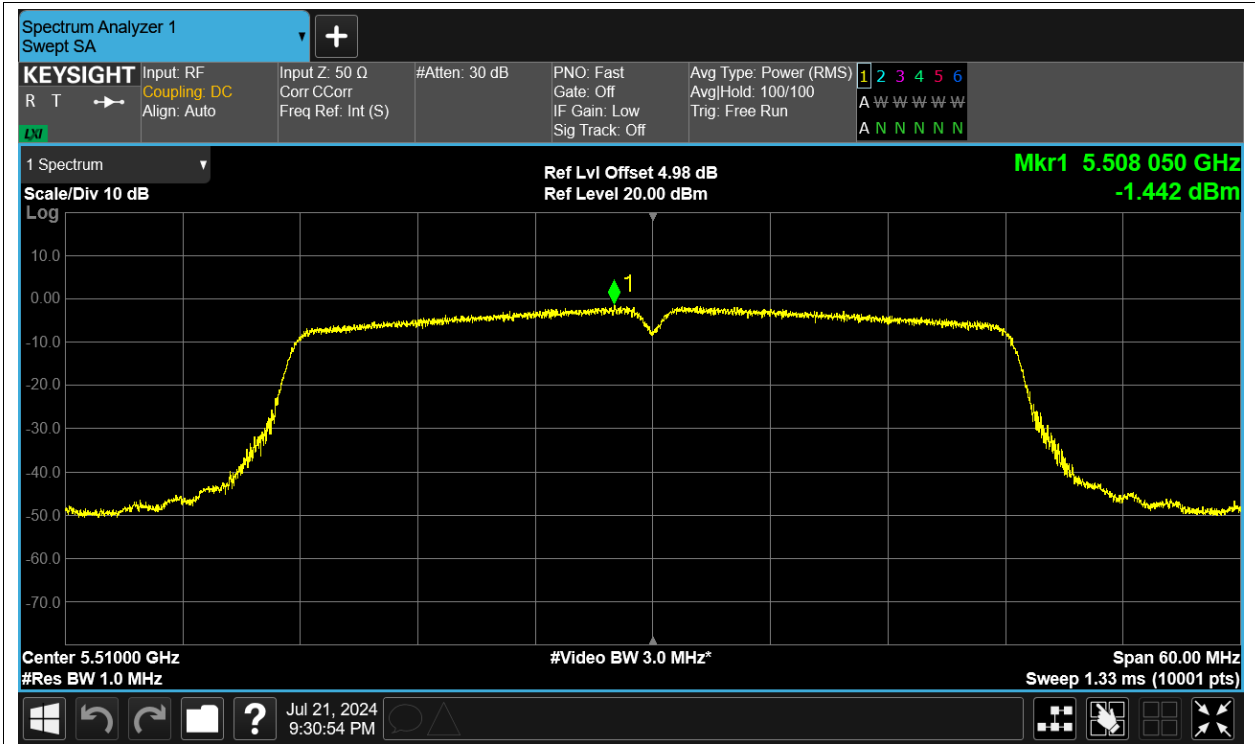 Spectrum Analyzer 1
Swept SA
+
KEYSIGHT
R T
LXI
Input: RF
Coupling: DC
Align: Auto
Input Z: 50 Ω
Corr CCorr
Freq Ref: Int (S)
#Atten: 30 dB
PNO: Fast
Gate: Off
IF Gain: Low
Sig Track: Off
Avg Type: Power (RMS)
Avg|Hold: 100/100
Trig: Free Run
1 2 3 4 5 6
A W W W W W
A N N N N N
1 Spectrum
Scale/Div 10 dB
Log
Ref Lvl Offset 4.98 dB
Ref Level 20.00 dBm
Mkr1 5.508 050 GHz
-1.442 dBm
1
10.0
0.00
-10.0
-20.0
-30.0
-40.0
-50.0
-60.0
-70.0
Center 5.51000 GHz
#Res BW 1.0 MHz
#Video BW 3.0 MHz*
Span 60.00 MHz
Sweep 1.33 ms (10001 pts)
?
Jul 21, 2024
9:30:54 PM